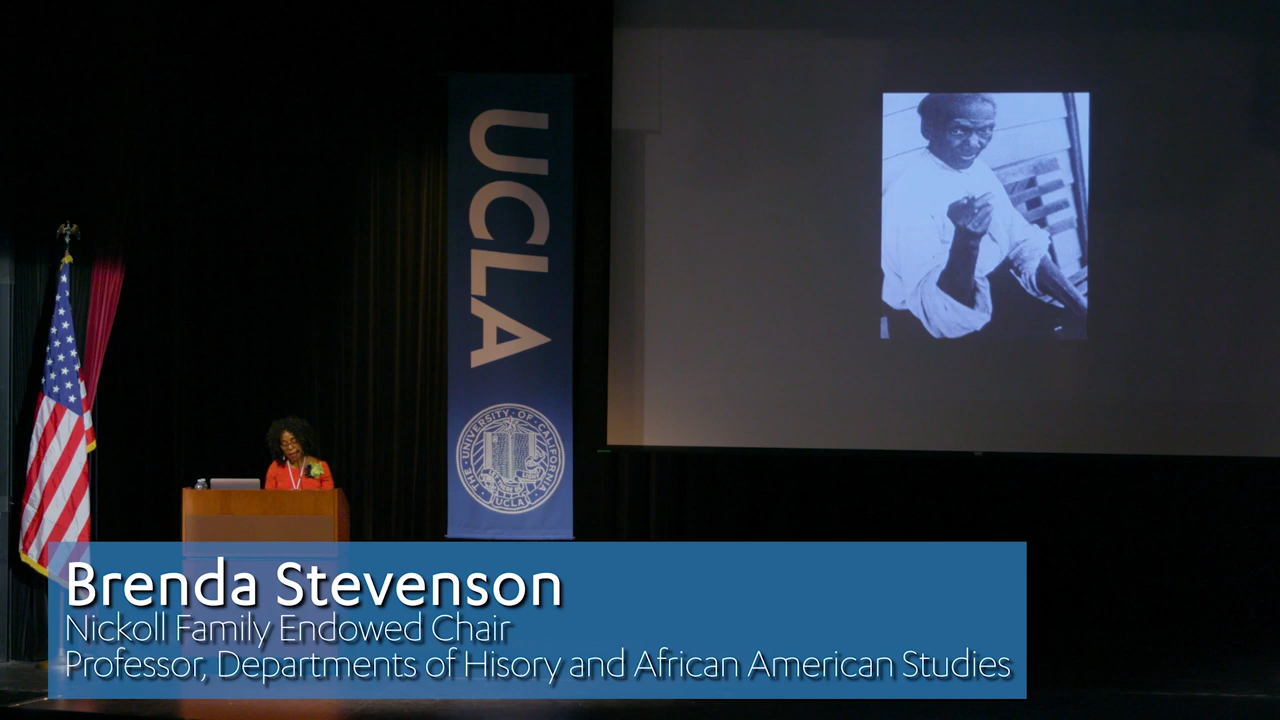 UCLA
THE · UNIVERSITY · OF · CALIFORNIA
UCLA
Brenda Stevenson
Nickoll Family Endowed Chair
Professor, Departments of Hisory and African American Studies